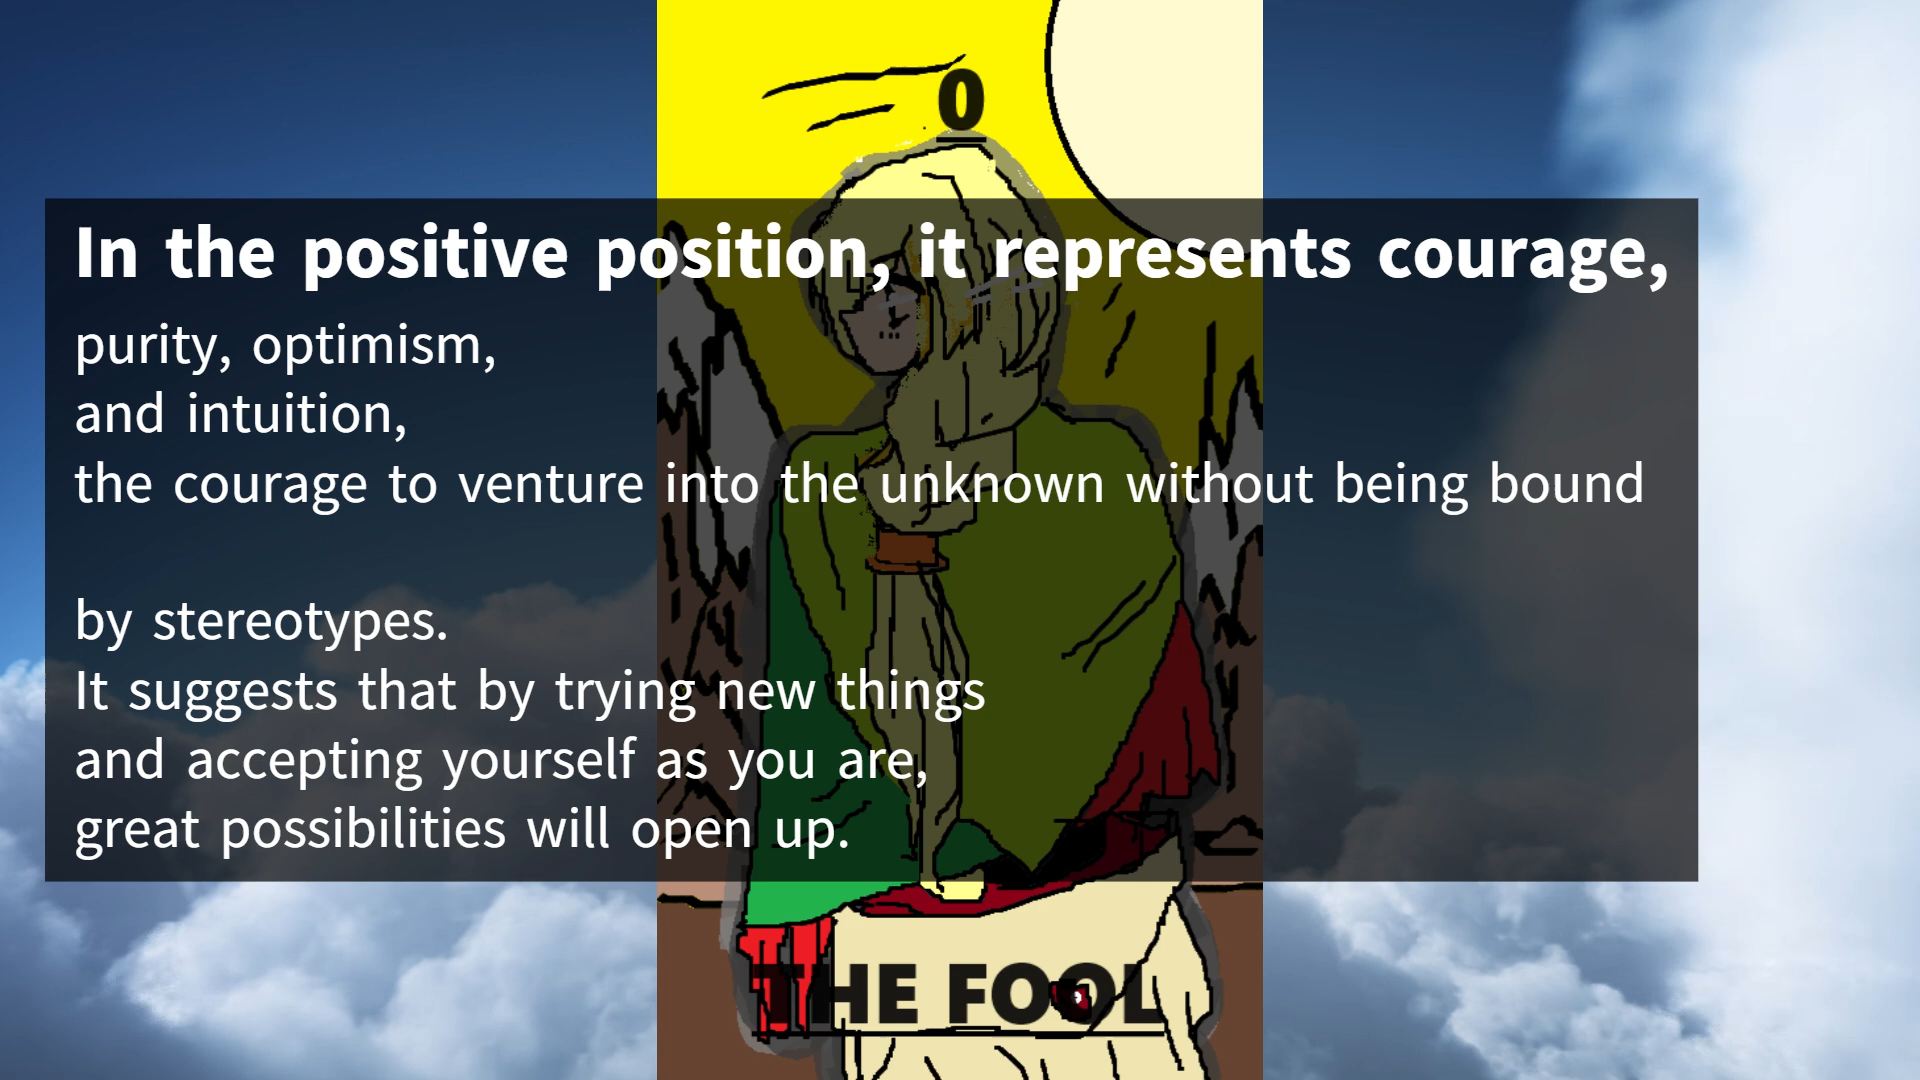 0
In the positive position, it represents courage,
purity, optimism,
and intuition,
the courage to venture into the unknown without being bound
by stereotypes.
It suggests that by trying new things
and accepting yourself as you are,
great possibilities will open up.
THE FOOL